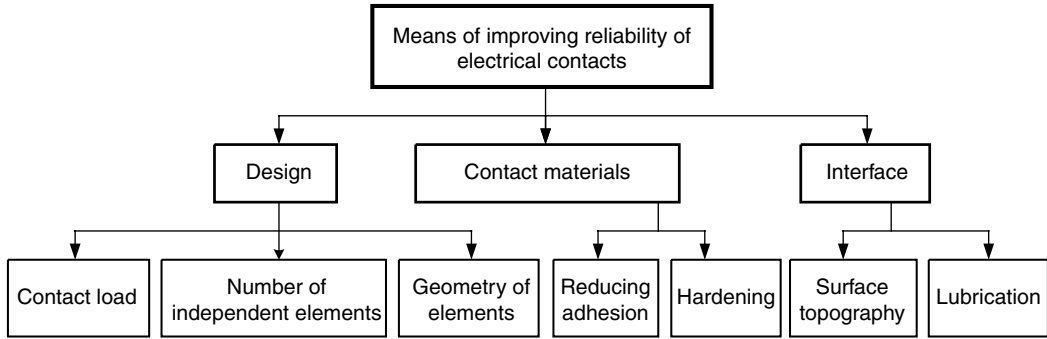 Means of improving reliability of
electrical contacts
Design
Contact materials
Interface
Contact load
Number of
independent elements
Geometry of
elements
Reducing
adhesion
Hardening
Surface
topography
Lubrication